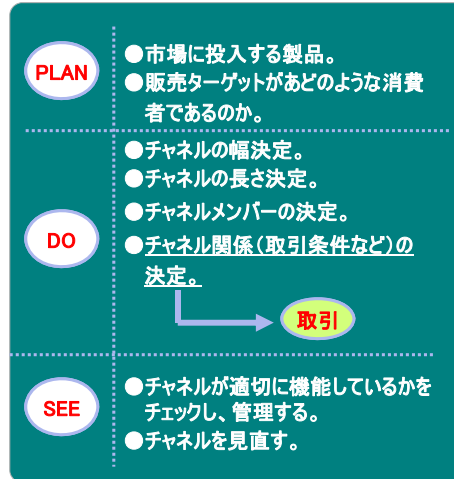 PLAN
●市場に投入する製品。
●販売ターゲットがあどのような消費
者であるのか。
DO
●チャネルの幅決定。
●チャネルの長さ決定。
●チャネルメンバーの決定。
●チャネル関係（取引条件など）の
決定。
取引
SEE
●チャネルが適切に機能しているかを
チェックし、管理する。
●チャネルを見直す。